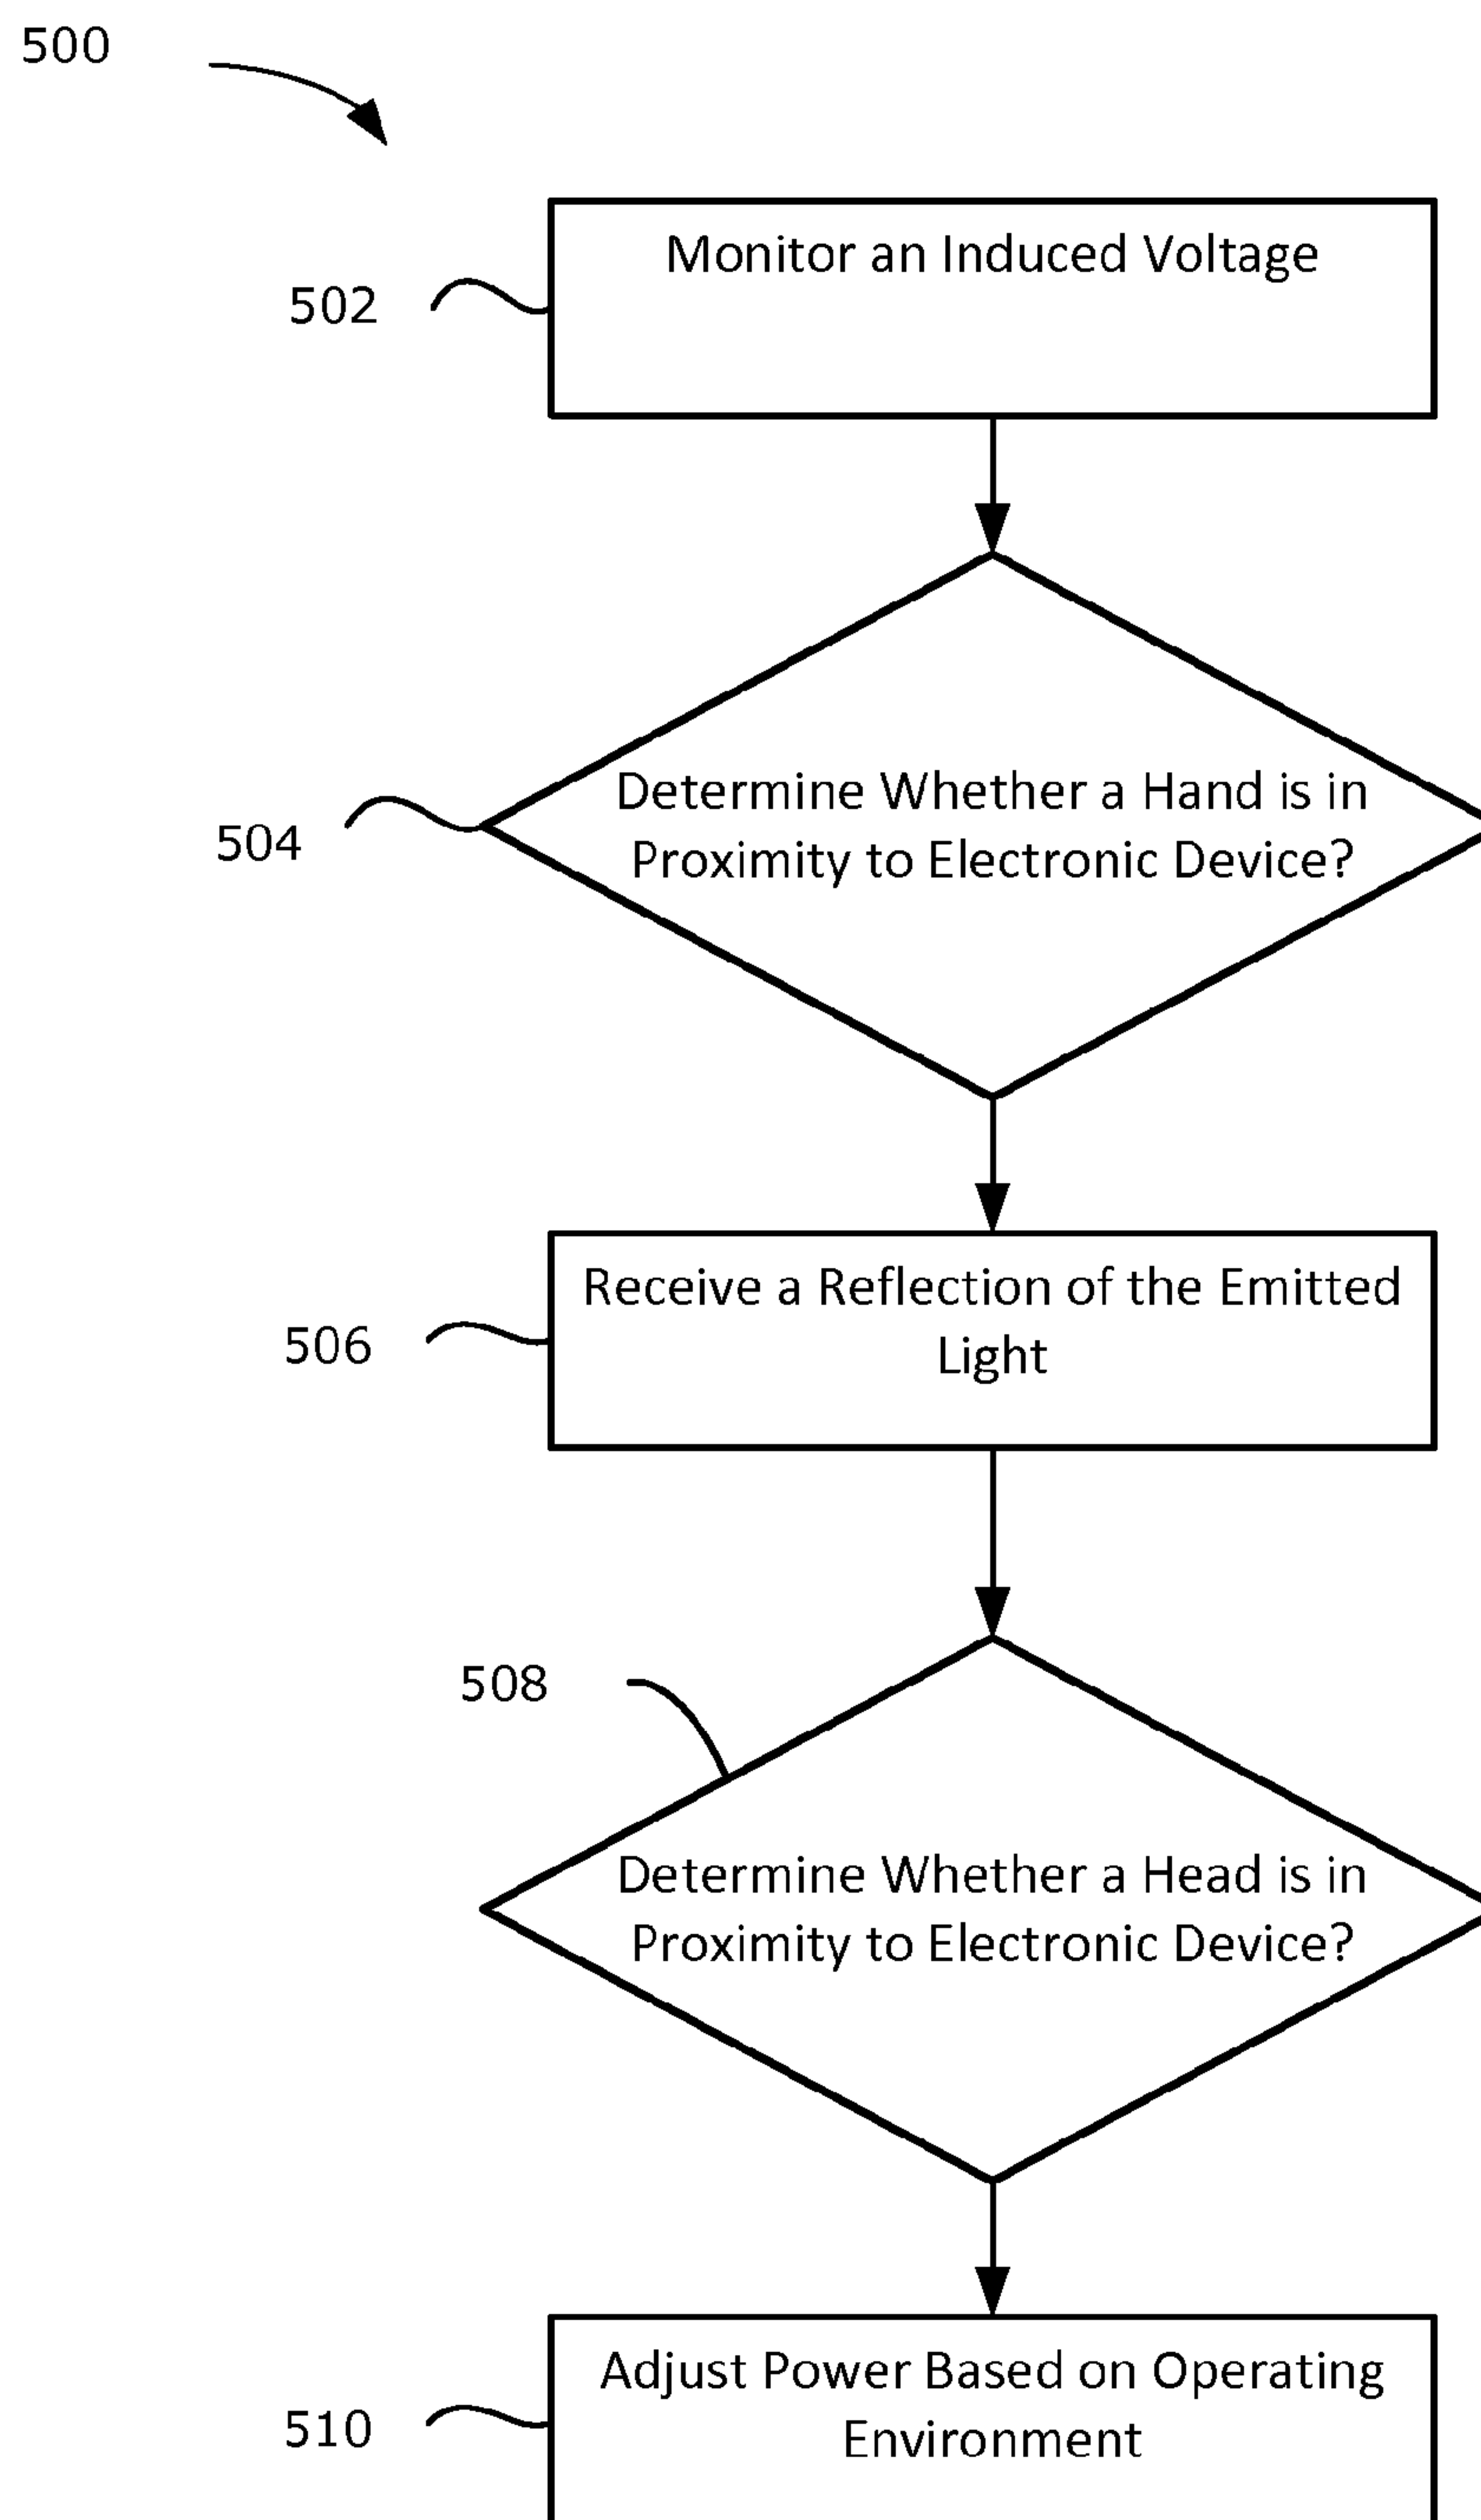 500
Monitor an Induced Voltage
502
Determine Whether a Hand is in
Proximity to Electronic Device?
504
Receive a Reflection of the Emitted
Light
506
508
Determine Whether a Head is in
Proximity to Electronic Device?
Adjust Power Based on Operating
Environment
510